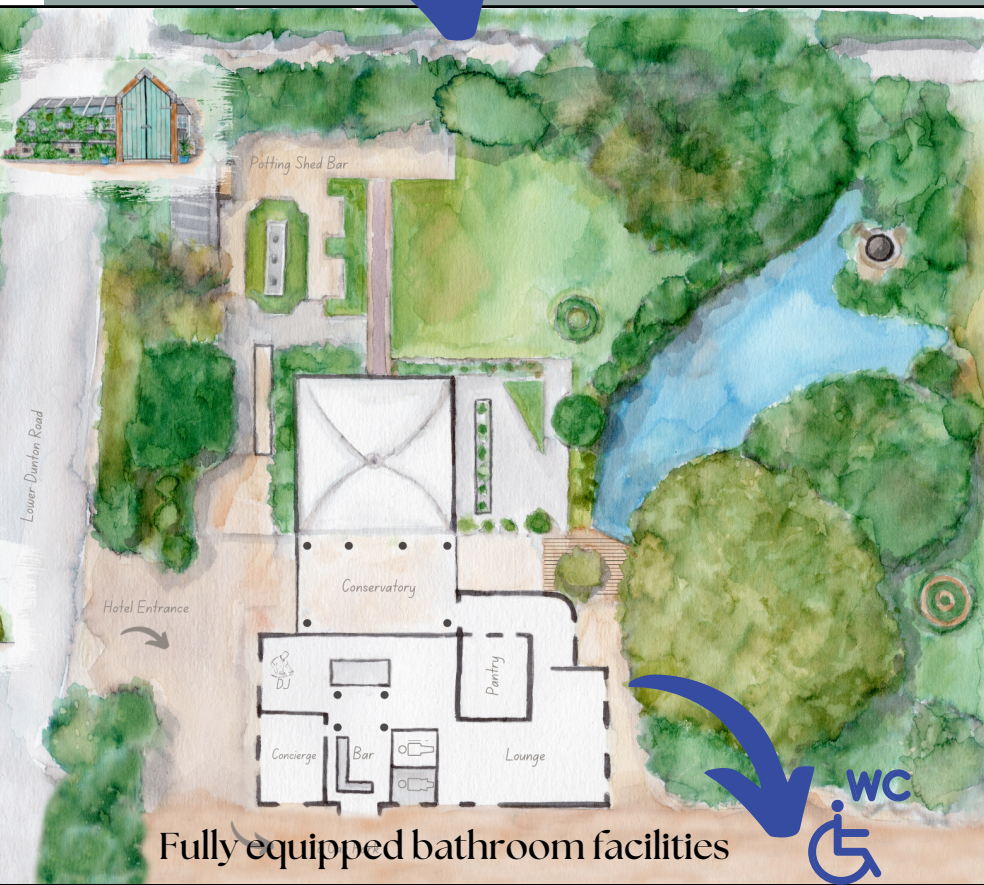 Potting Shed Bar
Lower Dunton Road
Conservatory
Hotel Entrance
Pantry
DJ
Concierge
Bar
Lounge
WC
Fully equipped bathroom facilities